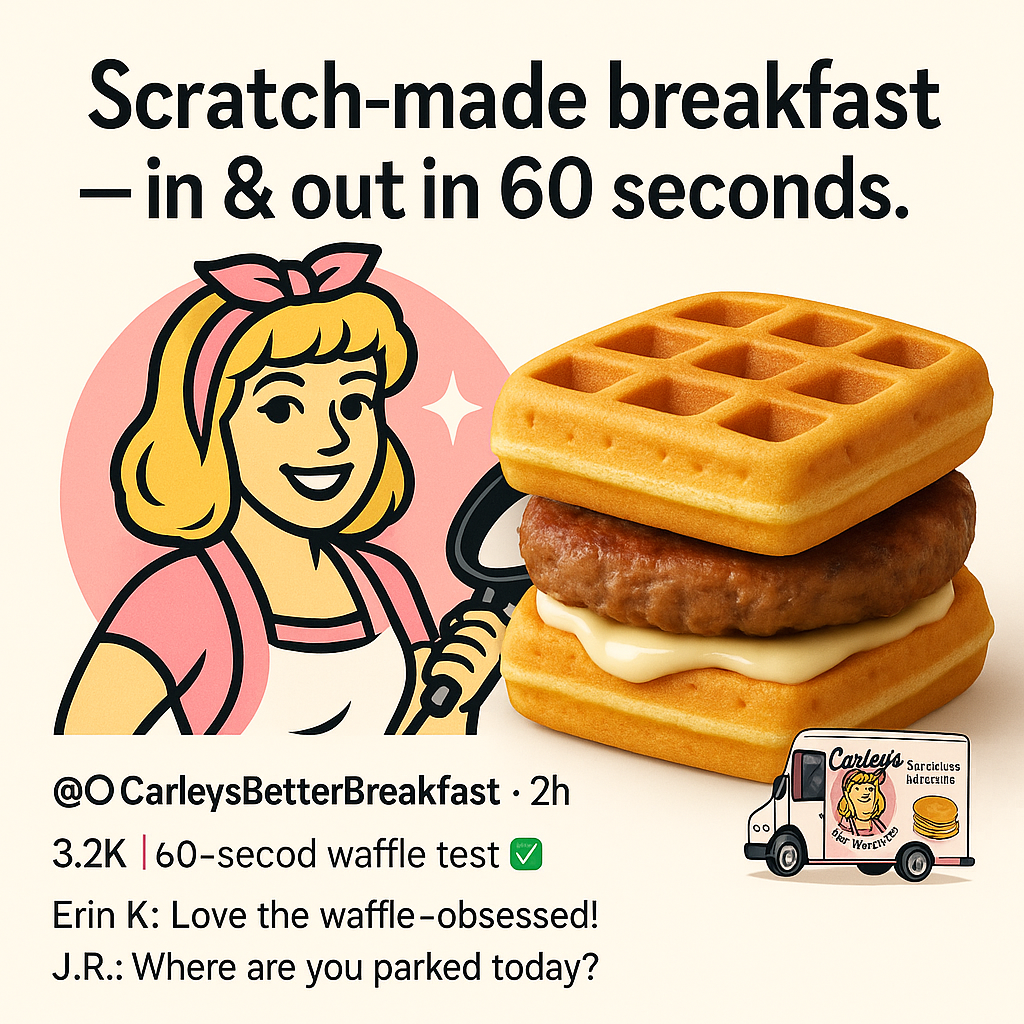 Scratch-made breakfast
— in & out in 60 seconds.
@O CarleysBetterBreakfast · 2h
3.2K | 60-secod waffle test ✅
Erin K: Love the waffle-obsessed!
J.R.: Where are you parked today?
Carley's